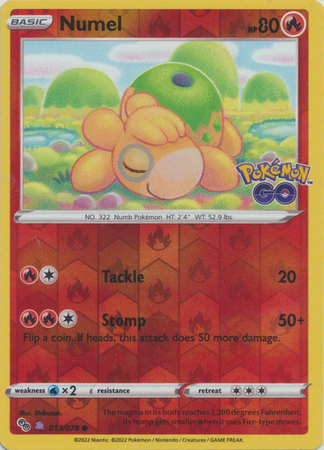 BASIC Numel HP80
Pokémon
GO
NO. 322 Numb Pokémon HT: 2'4" WT: 52.9 lbs.
Tackle 20
Stomp 50+
Flip a coin. If heads, this attack does 50 more damage.
weakness ×2 resistance retreat
Illus.
013/078
The magma in its body reaches 2,200 degrees Fahrenheit.
Its hump gets smaller when it uses Fire-type moves.
©2022 Niantic. ©2022 Pokémon / Nintendo / Creatures / GAME FREAK.